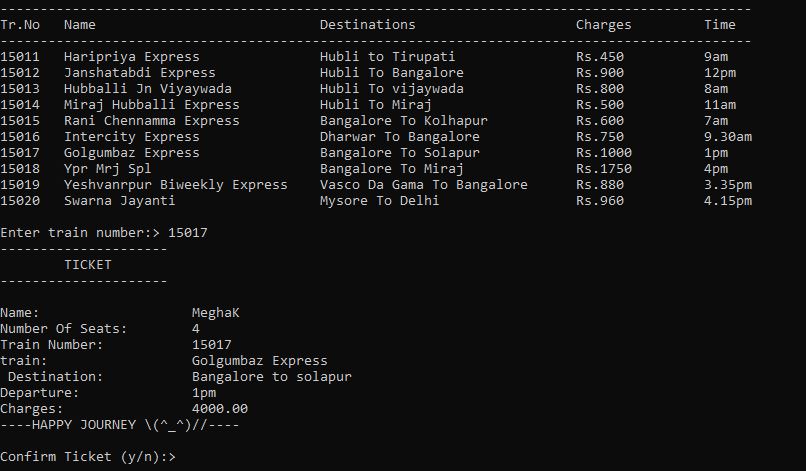 ----------------------------------------------------------------------------------------------
Tr.No   Name                            Destinations                    Charges         Time
----------------------------------------------------------------------------------------------
15011   Haripriya Express               Hubli to Tirupati               Rs.450          9am
15012   Janshatabdi Express             Hubli To Bangalore              Rs.900          12pm
15013   Hubballi Jn Viyaywada           Hubli To vijaywada              Rs.800          8am
15014   Miraj Hubballi Express          Hubli To Miraj                  Rs.500          11am
15015   Rani Chennamma Express          Bangalore To Kolhapur           Rs.600          7am
15016   Intercity Express               Dharwar To Bangalore            Rs.750          9.30am
15017   Golgumbaz Express               Bangalore To Solapur            Rs.1000         1pm
15018   Ypr Mrj Spl                     Bangalore To Miraj              Rs.1750         4pm
15019   Yeshvanrpur Biweekly Express    Vasco Da Gama To Bangalore      Rs.880          3.35pm
15020   Swarna Jayanti                  Mysore To Delhi                 Rs.960          4.15pm

Enter train number:> 15017
---------------------
        TICKET
---------------------

Name:                   MeghaK
Number Of Seats:        4
Train Number:           15017
train:                  Golgumbaz Express
 Destination:           Bangalore to solapur
Departure:              1pm
Charges:                4000.00
----HAPPY JOURNEY \(^_^)//----

Confirm Ticket (y/n):>